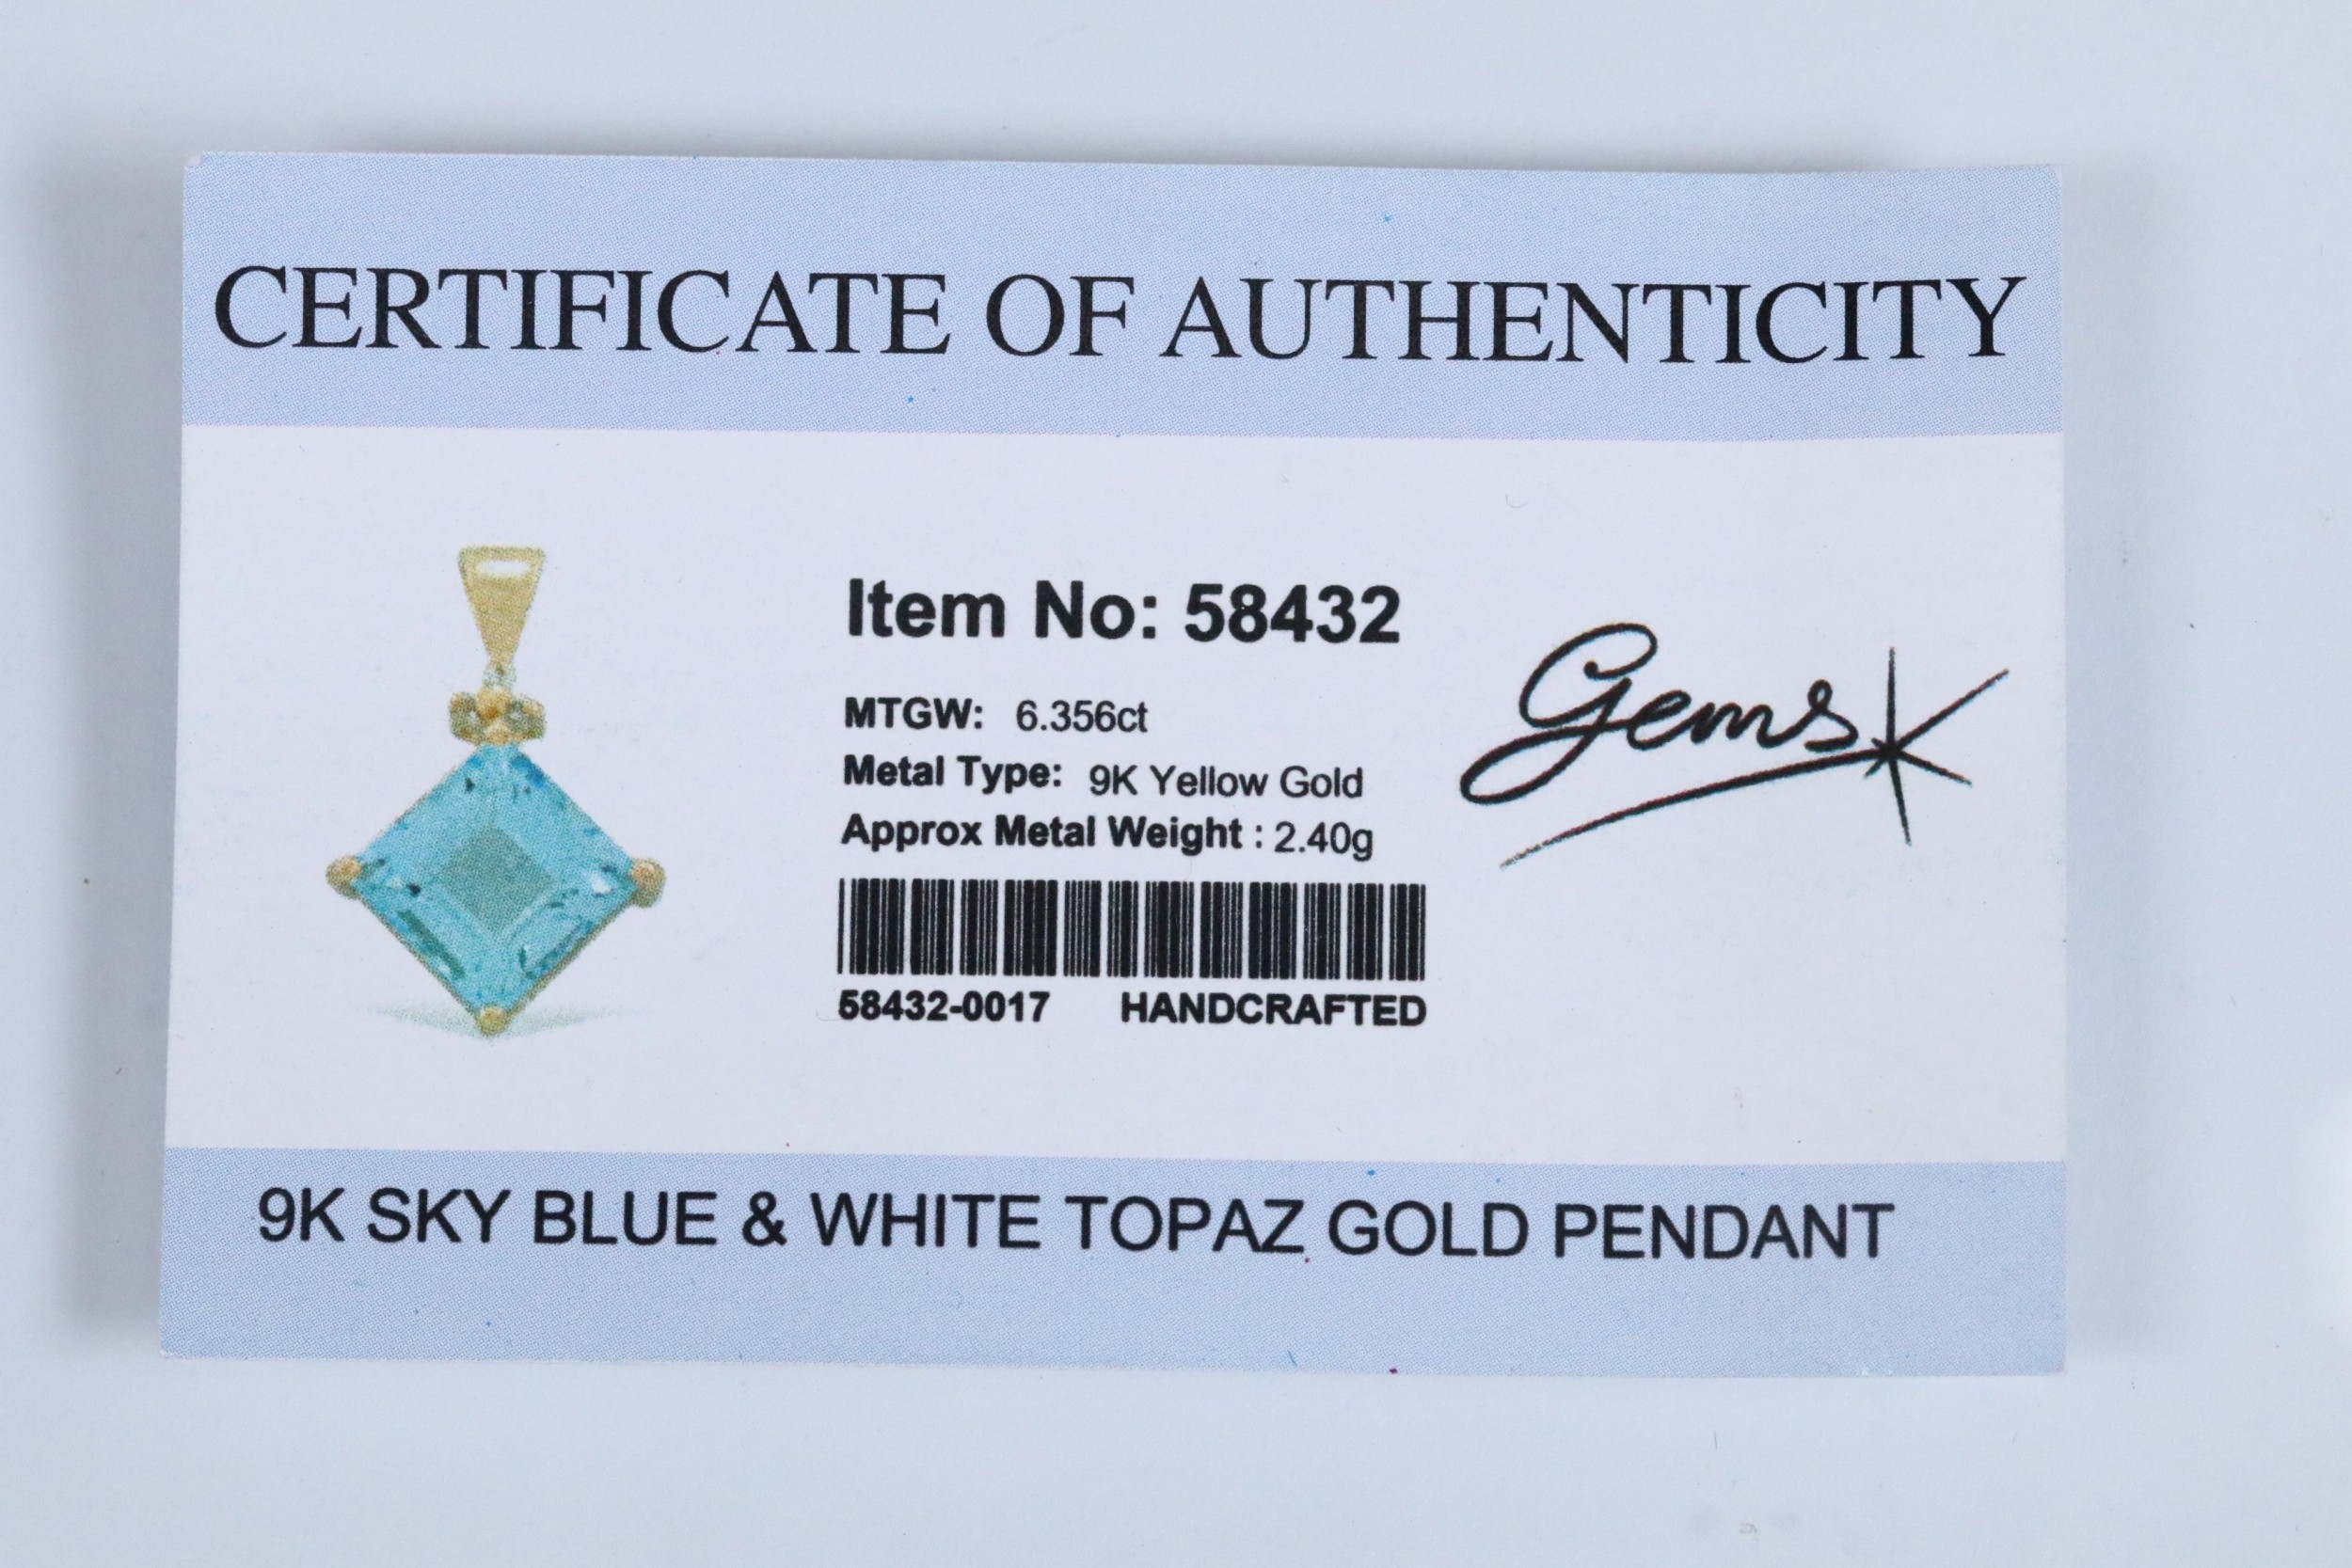 CERTIFICATE OF AUTHENTICITY
Item No: 58432
MTGW: 6.356ct
Metal Type: 9K Yellow Gold
Approx Metal Weight : 2.40g
Gems
58432-0017 HANDCRAFTED
9K SKY BLUE & WHITE TOPAZ GOLD PENDANT